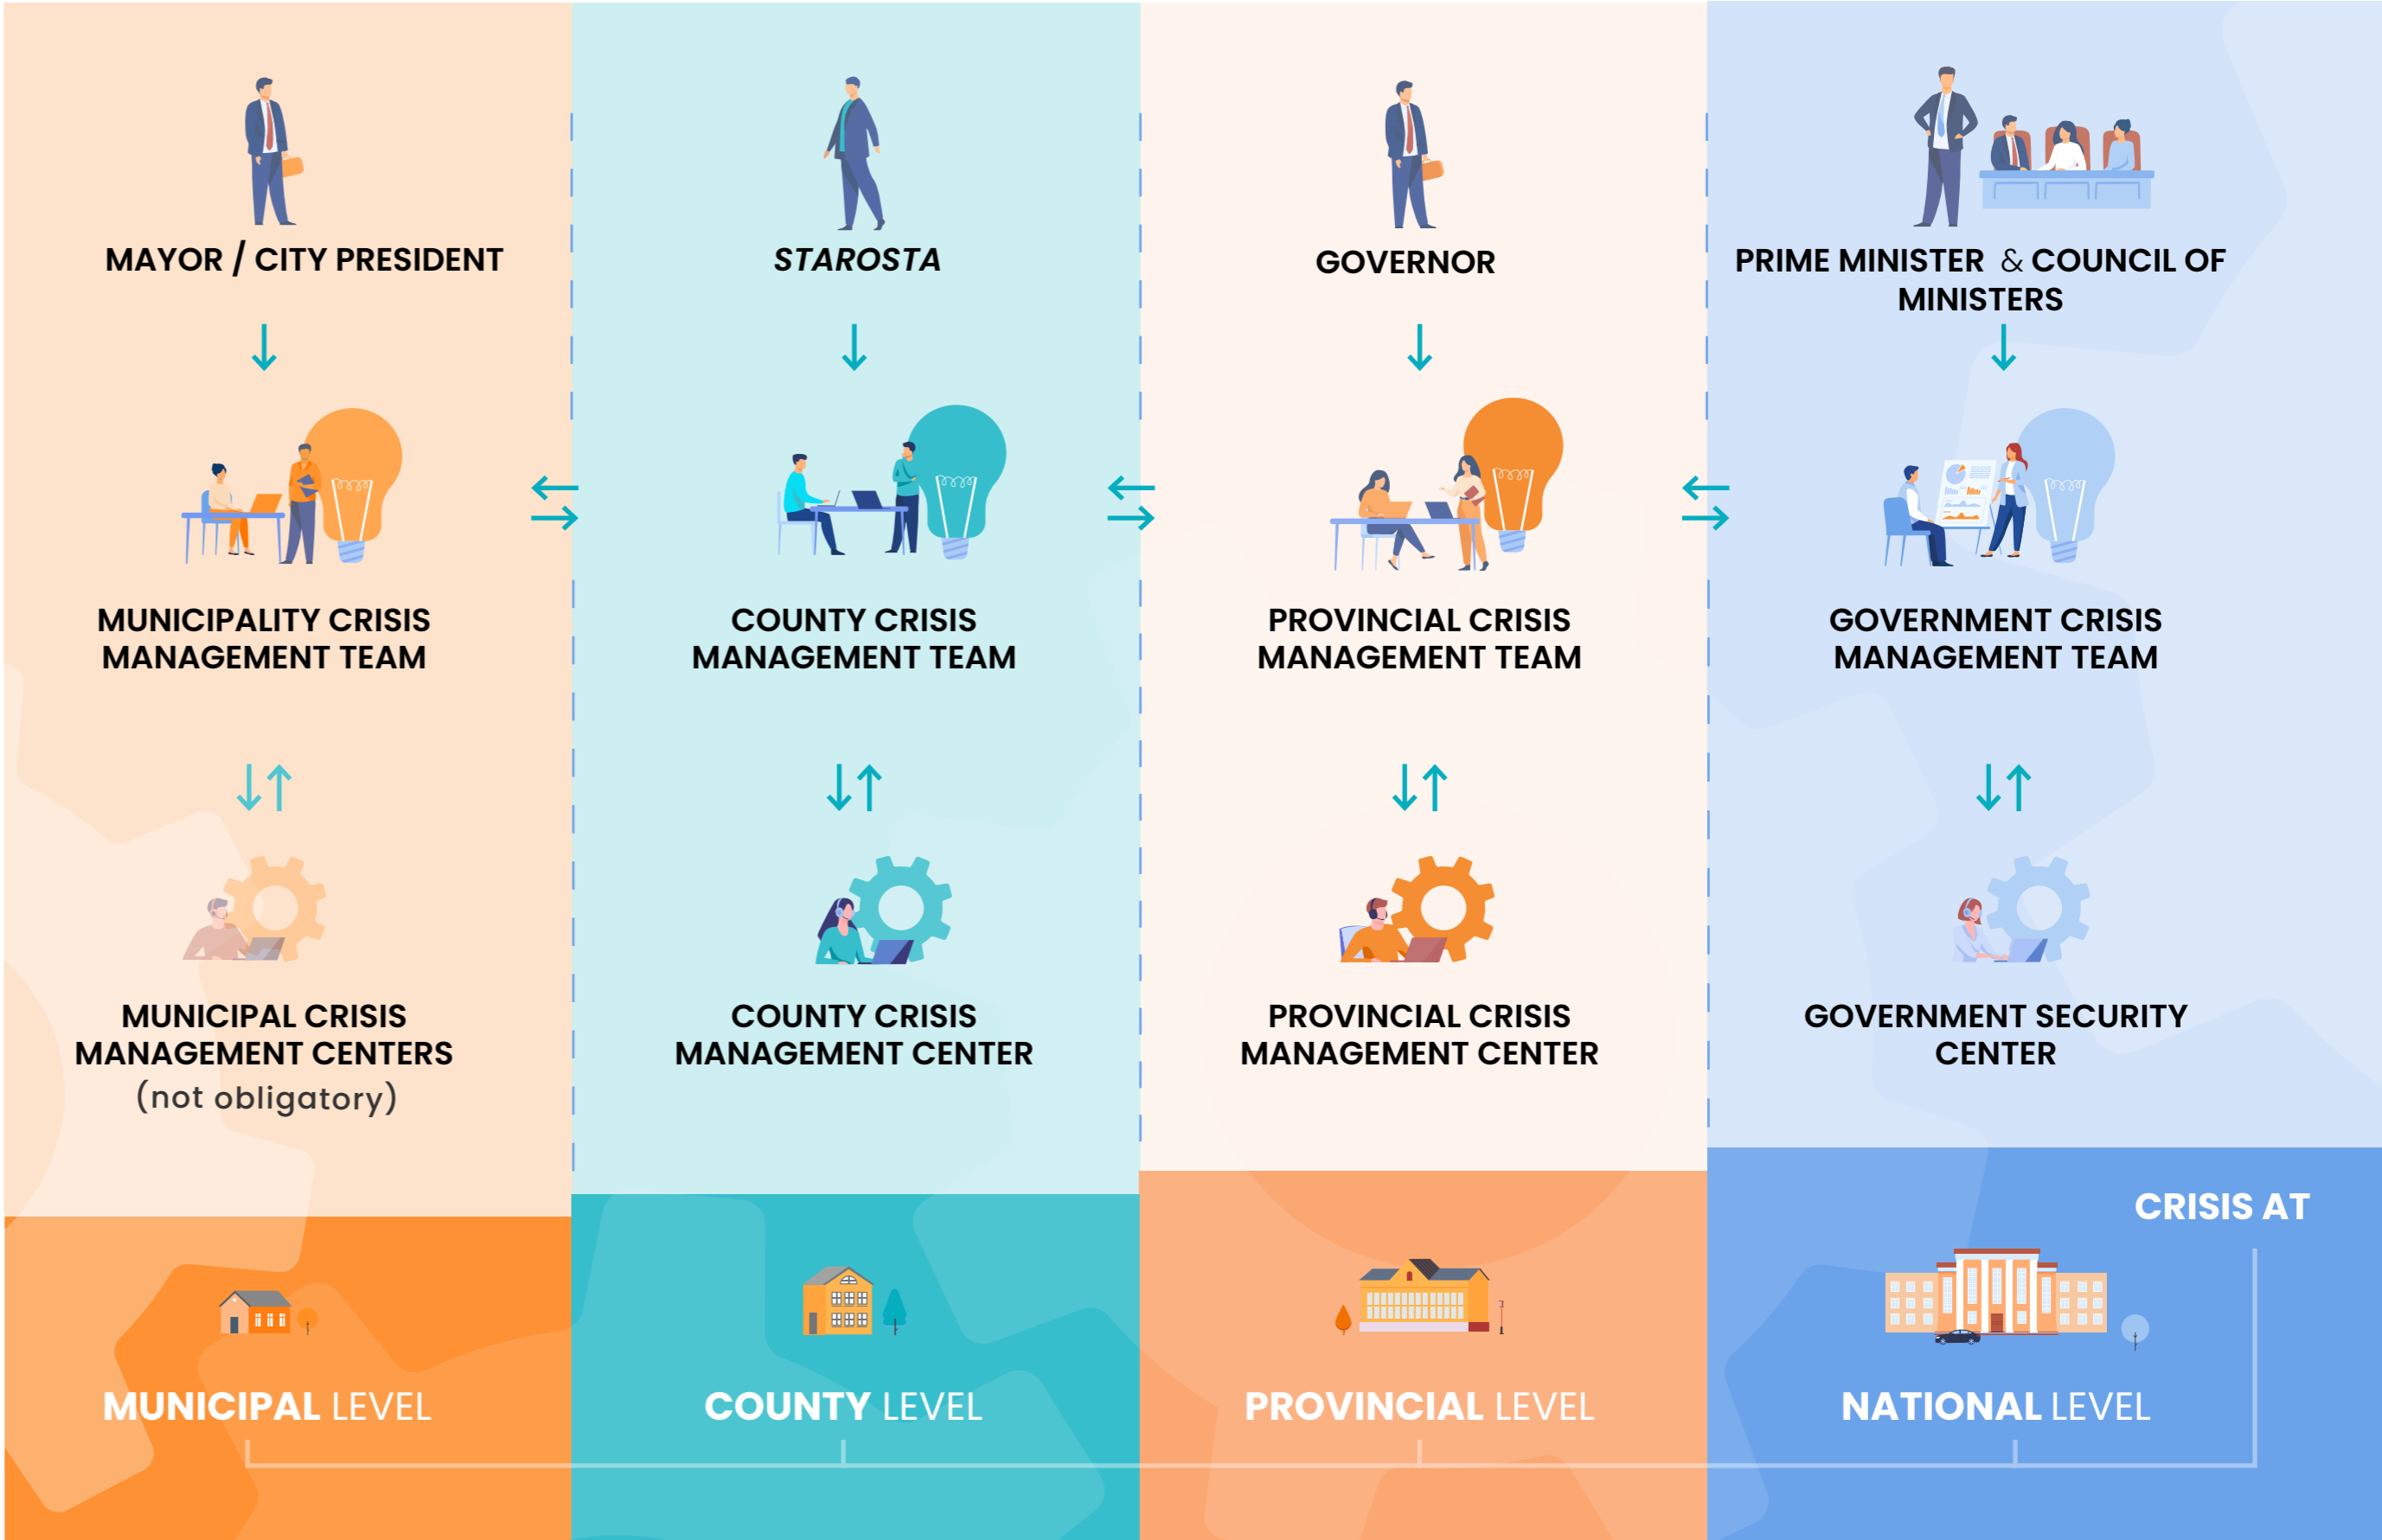 MAYOR / CITY PRESIDENT
MUNICIPALITY CRISIS
MANAGEMENT TEAM
MUNICIPAL CRISIS
MANAGEMENT CENTERS
(not obligatory)
MUNICIPAL LEVEL
STAROSTA
COUNTY CRISIS
MANAGEMENT TEAM
COUNTY CRISIS
MANAGEMENT CENTER
COUNTY LEVEL
GOVERNOR
PROVINCIAL CRISIS
MANAGEMENT TEAM
PROVINCIAL CRISIS
MANAGEMENT CENTER
PROVINCIAL LEVEL
PRIME MINISTER & COUNCIL OF
MINISTERS
GOVERNMENT CRISIS
MANAGEMENT TEAM
GOVERNMENT SECURITY
CENTER
CRISIS AT
NATIONAL LEVEL